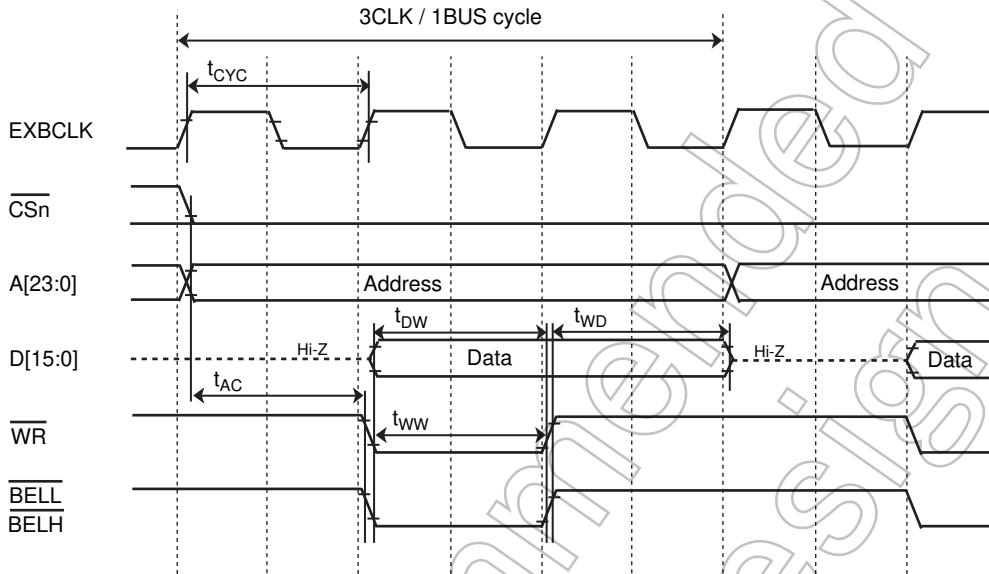 3CLK / 1BUS cycle
tCYC
EXBCLK
CSn
A[23:0] Address Address
tDW tWD
D[15:0] Hi-Z Data Hi-Z Data
tAC
WR tWW
BELL
BELH